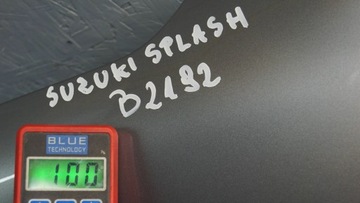 SUZUKI SPLASH
B2192
BLUE
TECHNOLOGY
100